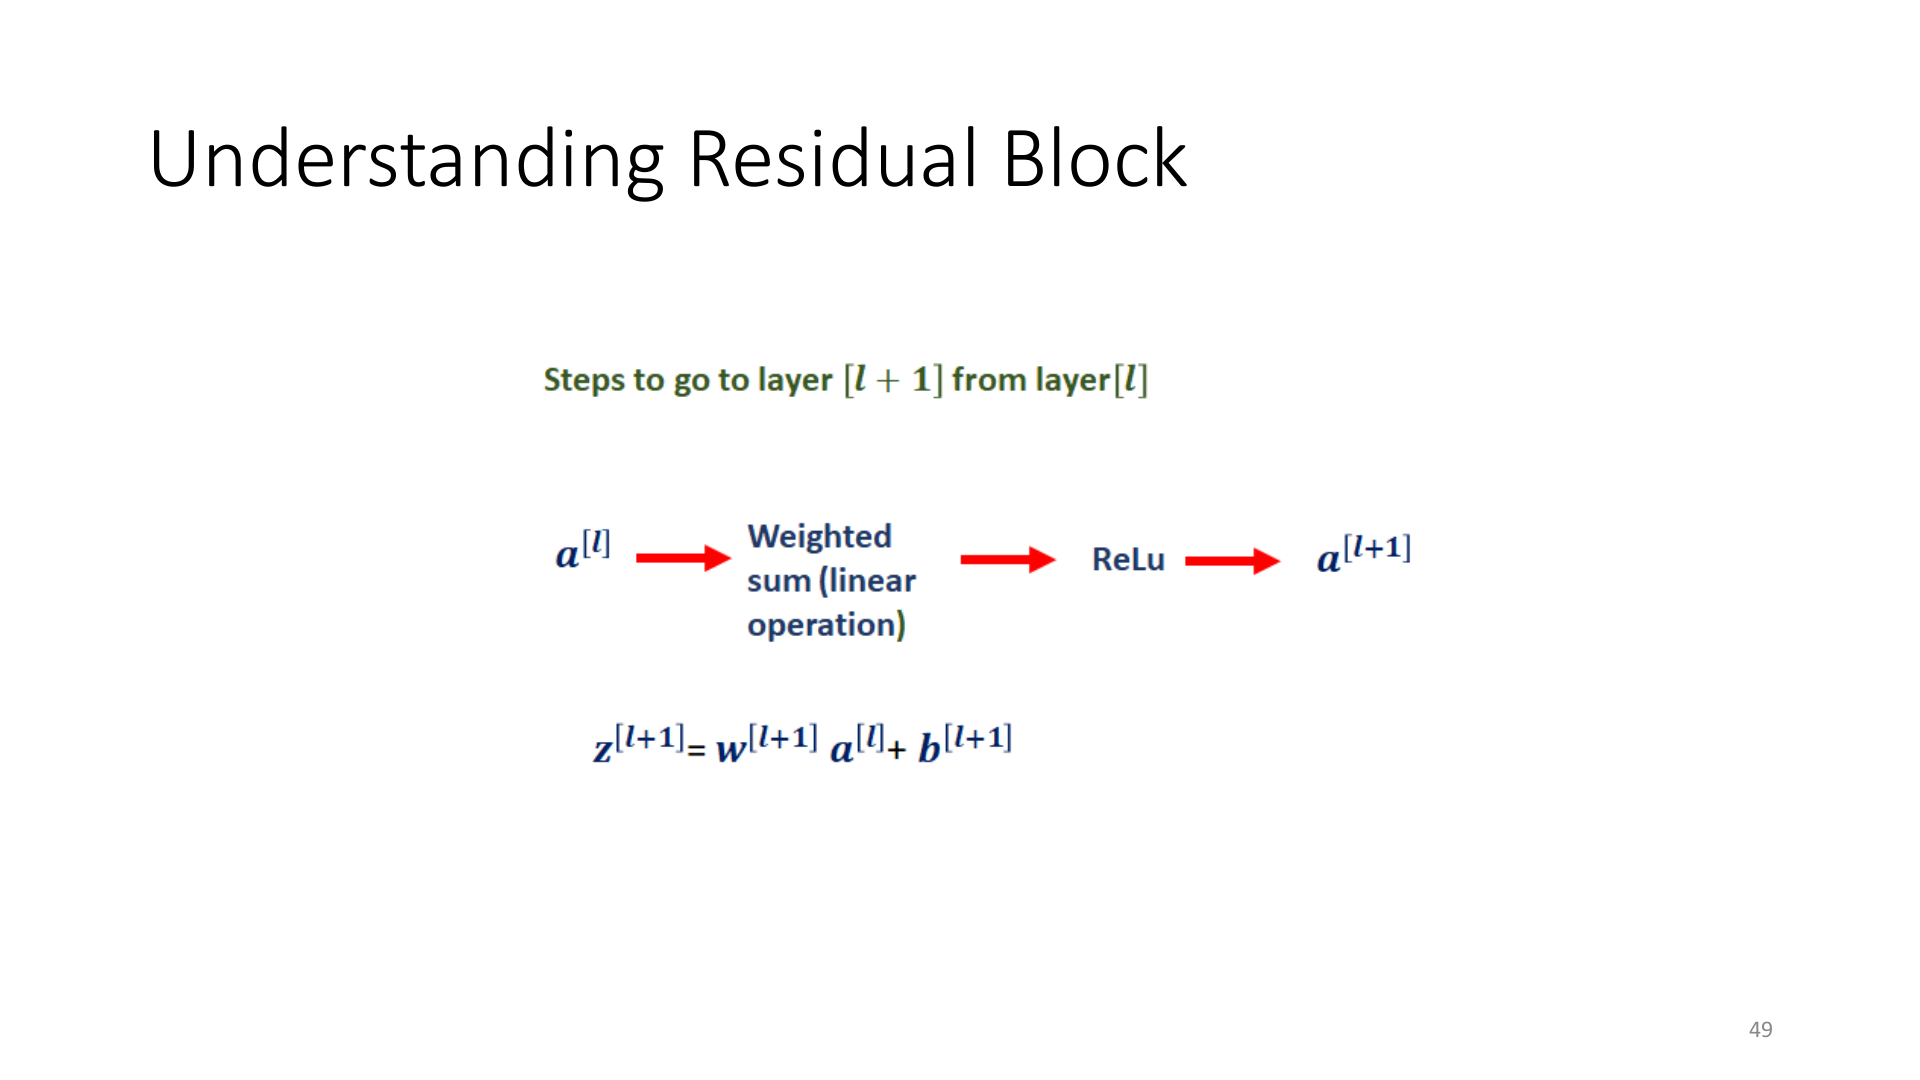 Understanding Residual Block
Steps to go to layer [l + 1] from layer[l]
a^[l]
Weighted
sum (linear
operation)
ReLu
a^[l+1]
z^[l+1]= w^[l+1] a^[l]+ b^[l+1]
49